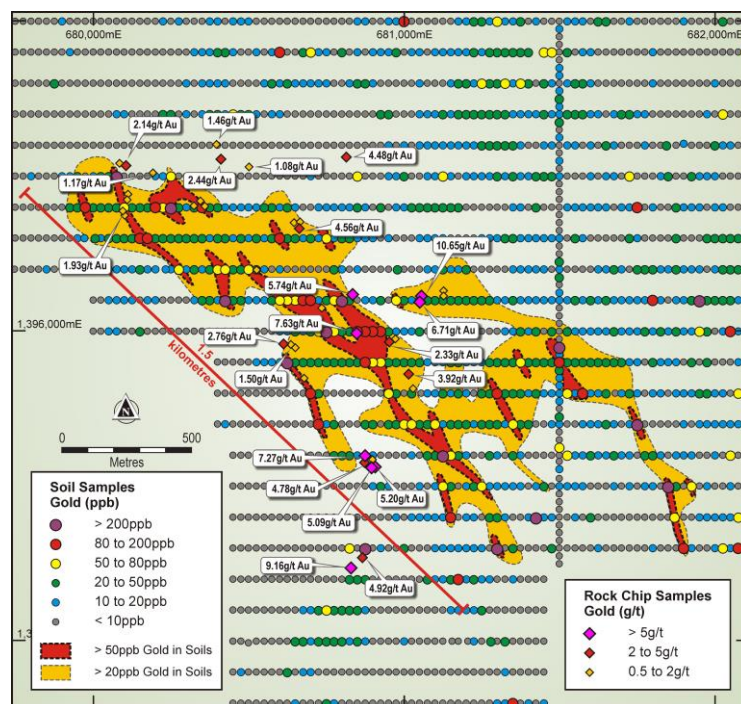 680,000mE
681,000mE
682,000mE
2.14g/t Au
1.46g/t Au
4.48g/t Au
1.17g/t Au
2.44g/t Au
1.08g/t Au
4.56g/t Au
1.93g/t Au
10.65g/t Au
5.74g/t Au
7.63g/t Au
6.71g/t Au
1,396,000mN
2.76g/t Au
2.33g/t Au
1.5
kilometres
1.50g/t Au
3.92g/t Au
N
0 500
Metres
7.27g/t Au
4.78g/t Au
5.20g/t Au
5.09g/t Au
9.16g/t Au
4.92g/t Au
Soil Samples
Gold (ppb)
> 200ppb
80 to 200ppb
50 to 80ppb
20 to 50ppb
10 to 20ppb
< 10ppb
> 50ppb Gold in Soils
> 20ppb Gold in Soils
Rock Chip Samples
Gold (g/t)
> 5g/t
2 to 5g/t
0.5 to 2g/t